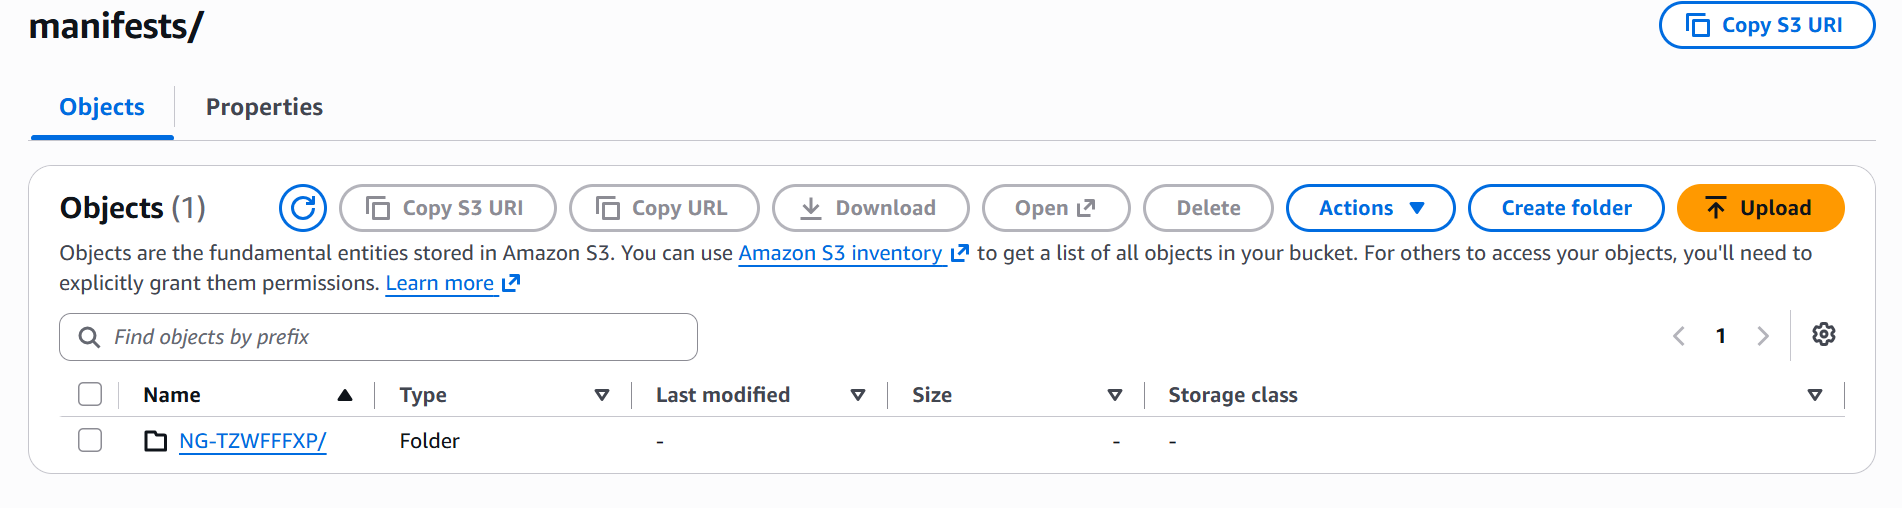 manifests/
Copy S3 URI
Objects
Properties
Objects (1)
Copy S3 URI
Copy URL
Download
Open
Delete
Actions
Create folder
Upload
Objects are the fundamental entities stored in Amazon S3. You can use Amazon S3 inventory to get a list of all objects in your bucket. For others to access your objects, you'll need to
explicitly grant them permissions. Learn more
Find objects by prefix
1
Name
Type
Last modified
Size
Storage class
NG-TZWFFFXP/
Folder
-
-
-